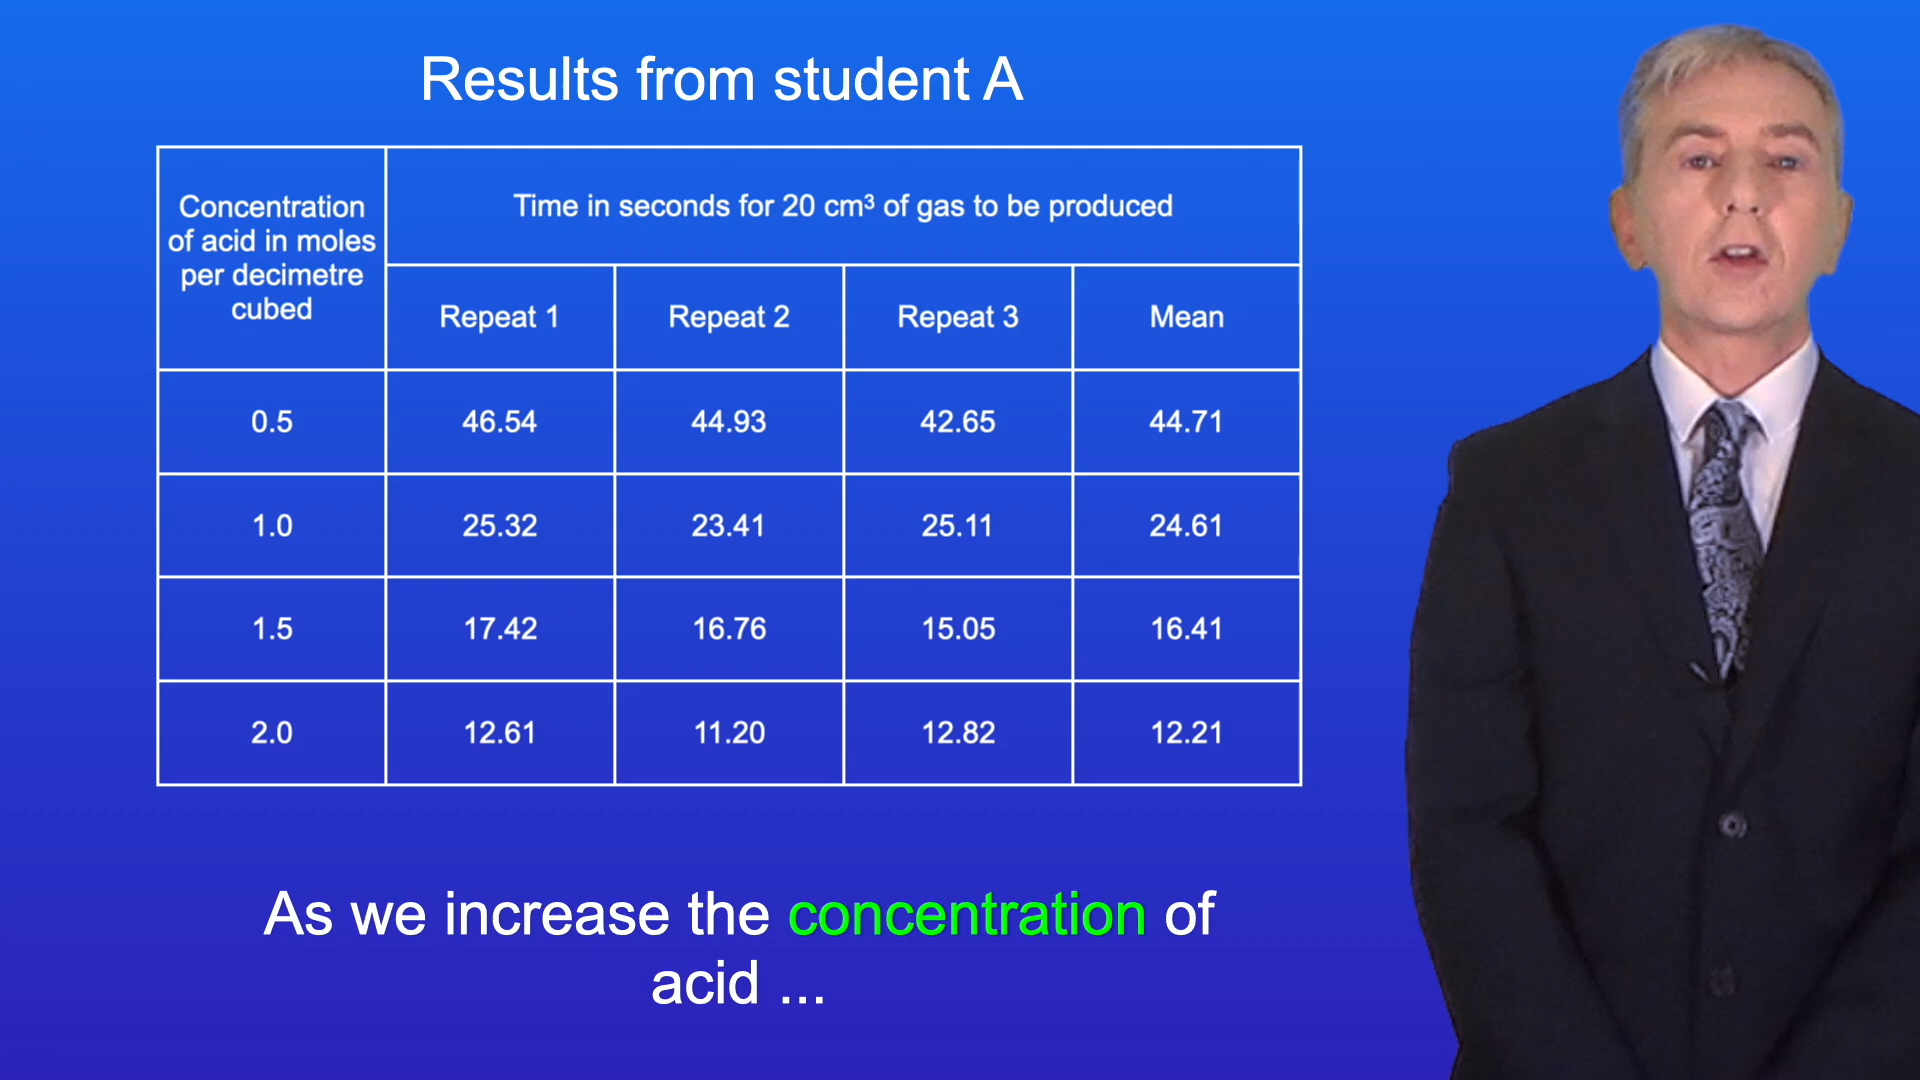 Results from student A
Concentration
of acid in moles
per decimetre
cubed
Time in seconds for 20 cm³ of gas to be produced
Repeat 1 Repeat 2 Repeat 3 Mean
0.5 46.54 44.93 42.65 44.71
1.0 25.32 23.41 25.11 24.61
1.5 17.42 16.76 15.05 16.41
2.0 12.61 11.20 12.82 12.21
As we increase the concentration of
acid ...